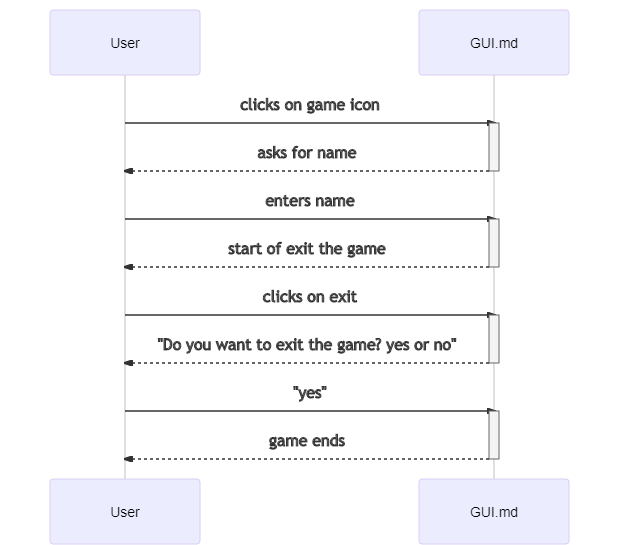 User
GUI.md
clicks on game icon
asks for name
enters name
start of exit the game
clicks on exit
"Do you want to exit the game? yes or no"
"yes"
game ends
User
GUI.md